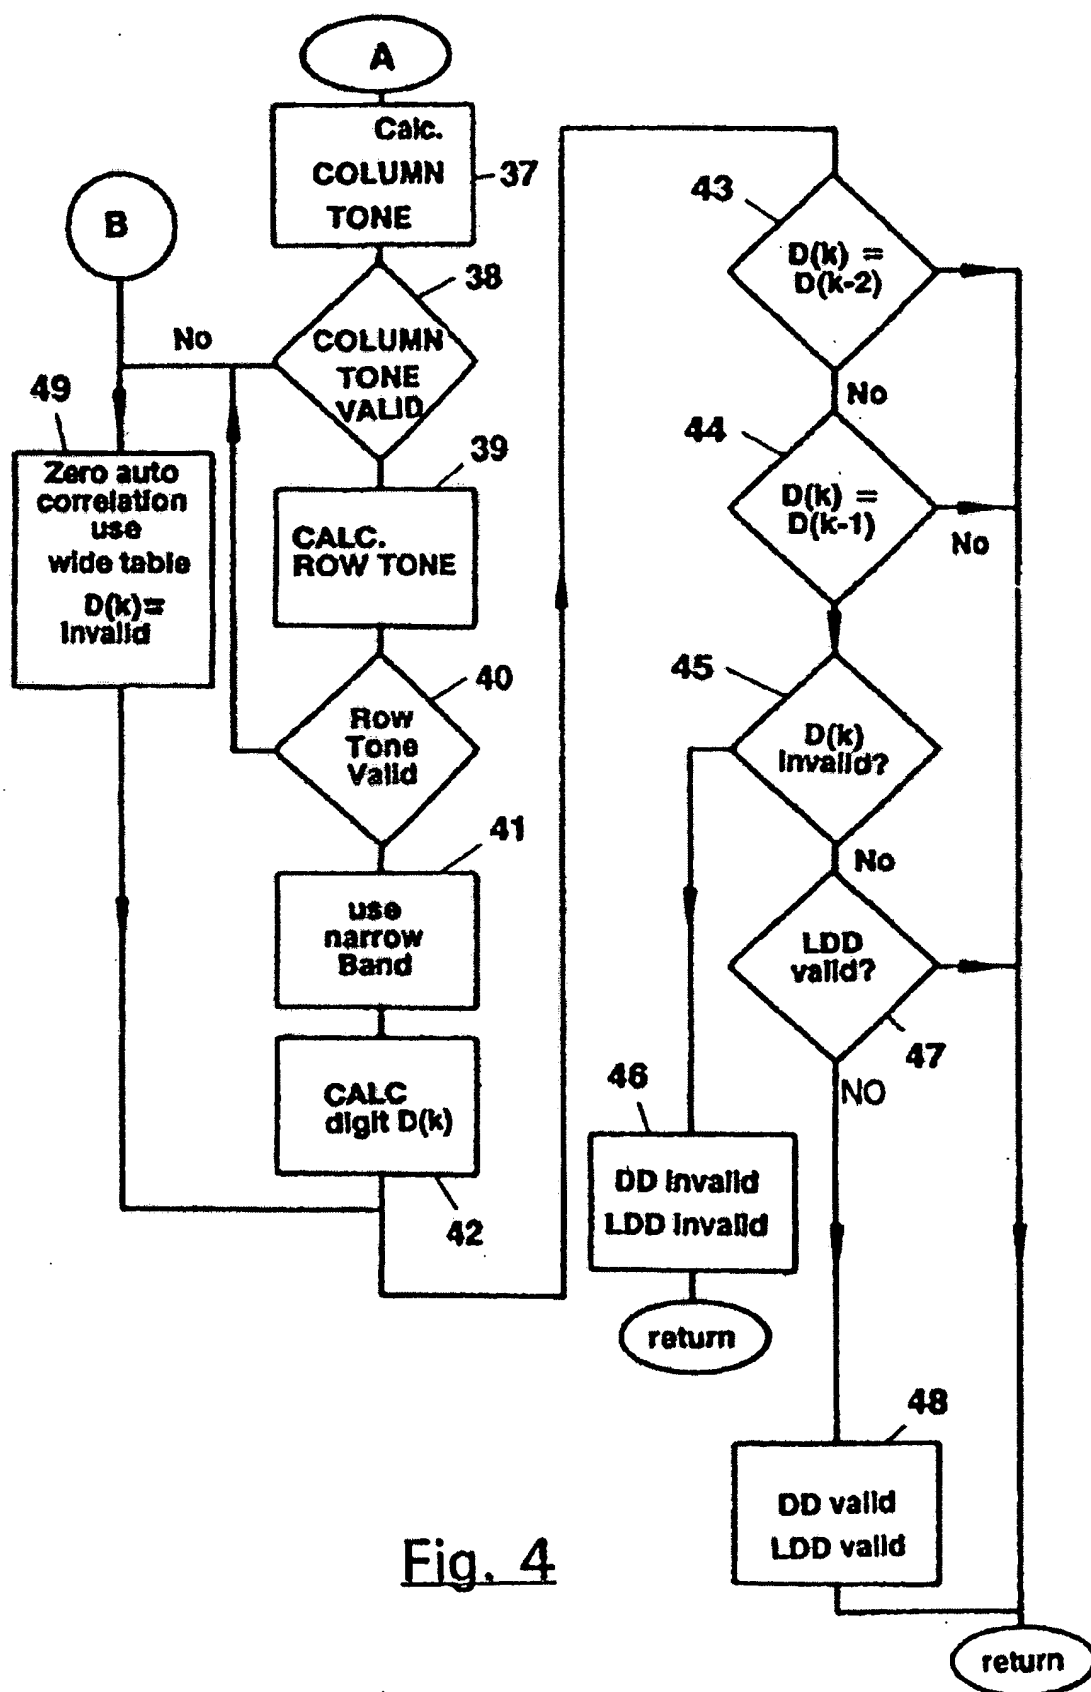 A
Calc.
COLUMN
TONE
37
B
38
No
COLUMN
TONE
VALID
49
Zero auto
correlation
use
wide table
D(k)=
Invalid
39
CALC.
ROW TONE
40
Row
Tone
Valid
41
use
narrow
Band
CALC
digit D(k)
42
43
D(k) =
D(k-2)
No
44
D(k) =
D(k-1)
No
45
D(k)
Invalid?
No
LDD
valid?
47
NO
46
DD Invalid
LDD Invalid
return
48
DD valid
LDD valid
return
Fig. 4